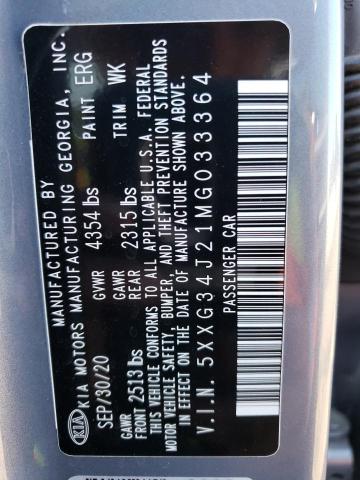 KIA
MANUFACTURED BY
KIA MOTORS MANUFACTURING GEORGIA, INC.
SEP/30/20 GVWR 4354 lbs PAINT ERG
GAWR FRONT 2513 lbs GAWR REAR 2315 lbs TRIM WK
THIS VEHICLE CONFORMS TO ALL APPLICABLE U.S.A. FEDERAL
MOTOR VEHICLE SAFETY, BUMPER, AND THEFT PREVENTION STANDARDS
IN EFFECT ON THE DATE OF MANUFACTURE SHOWN ABOVE.
V.I.N. 5XXG34J21MG033364
PASSENGER CAR